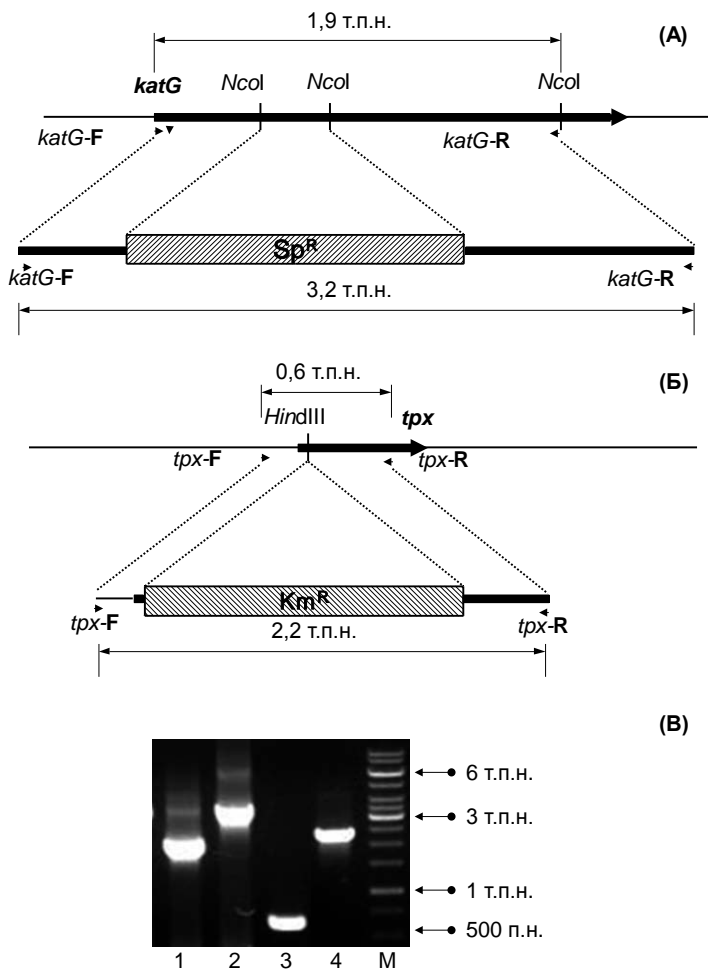 1,9 т.п.н.
(А)
katG
NcoI
NcoI
NcoI
katG-F
katG-R
Sp^R
katG-F
katG-R
3,2 т.п.н.
0,6 т.п.н.
(Б)
HindIII
tpx
tpx-F
tpx-R
Km^R
tpx-F
tpx-R
2,2 т.п.н.
(В)
6 т.п.н.
3 т.п.н.
1 т.п.н.
500 п.н.
1 2 3 4 М